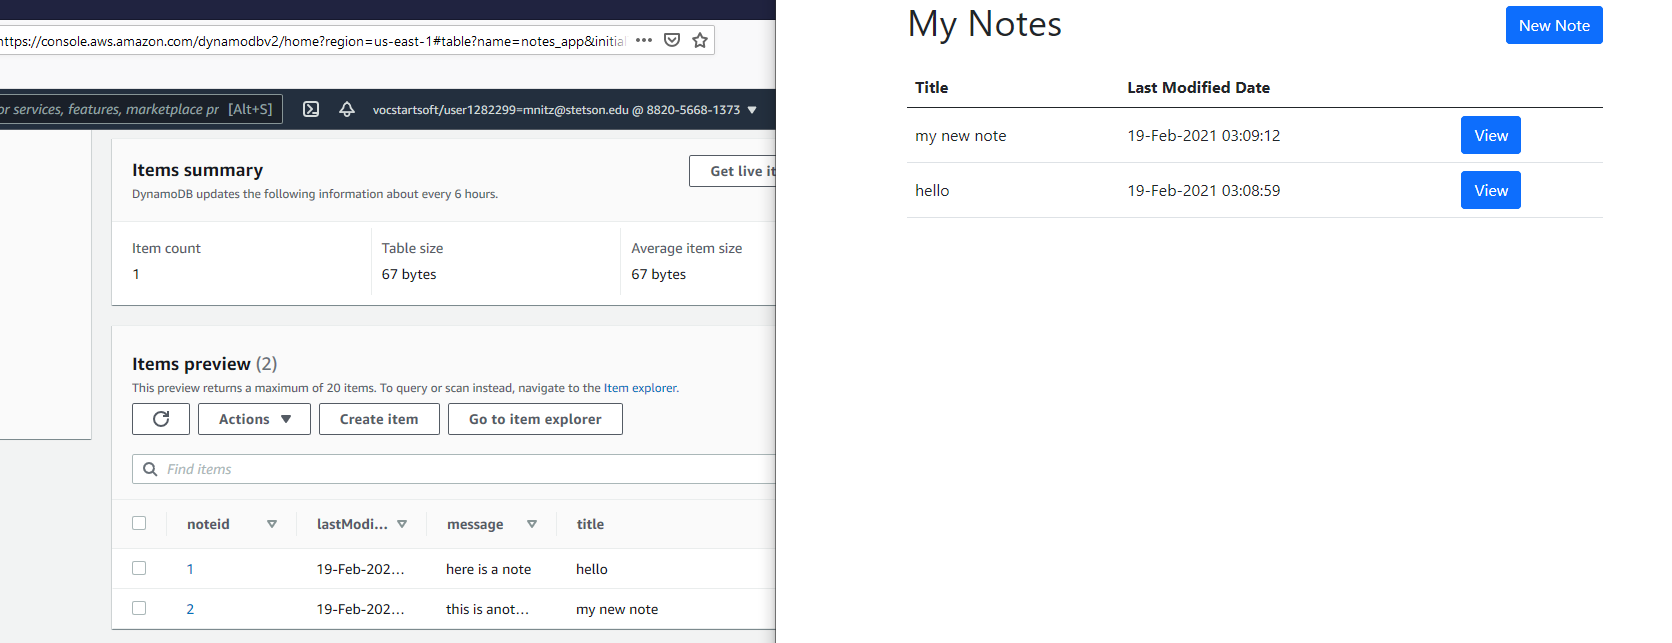 https://console.aws.amazon.com/dynamodbv2/home?region=us-east-1#table?name=notes_app&initia
or services, features, marketplace pr [Alt+S] vocstartsoft/user1282299=mnitz@stetson.edu @ 8820-5668-1373
Items summary
Get live it
DynamoDB updates the following information about every 6 hours.
Item count Table size Average item size
1 67 bytes 67 bytes
Items preview (2)
This preview returns a maximum of 20 items. To query or scan instead, navigate to the Item explorer.
Actions Create item Go to item explorer
Find items
noteid lastModi... message title
1 19-Feb-202... here is a note hello
2 19-Feb-202... this is anot... my new note
My Notes New Note
Title Last Modified Date
my new note 19-Feb-2021 03:09:12 View
hello 19-Feb-2021 03:08:59 View